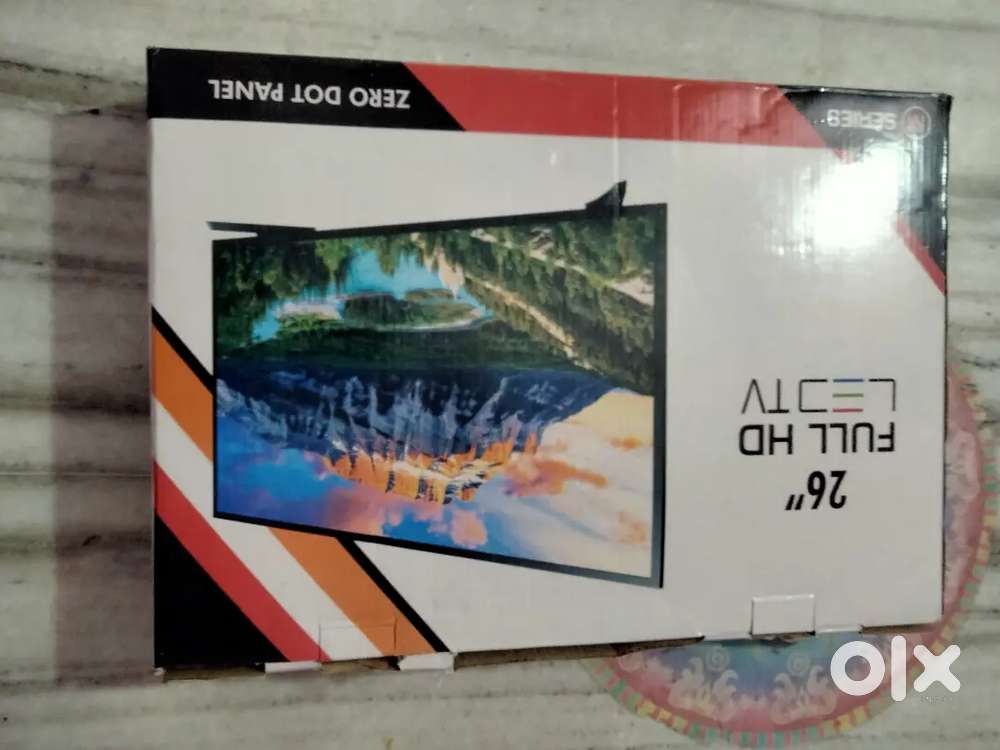 26"
FULL HD
LED TV
M SERIES
ZERO DOT PANEL
olx